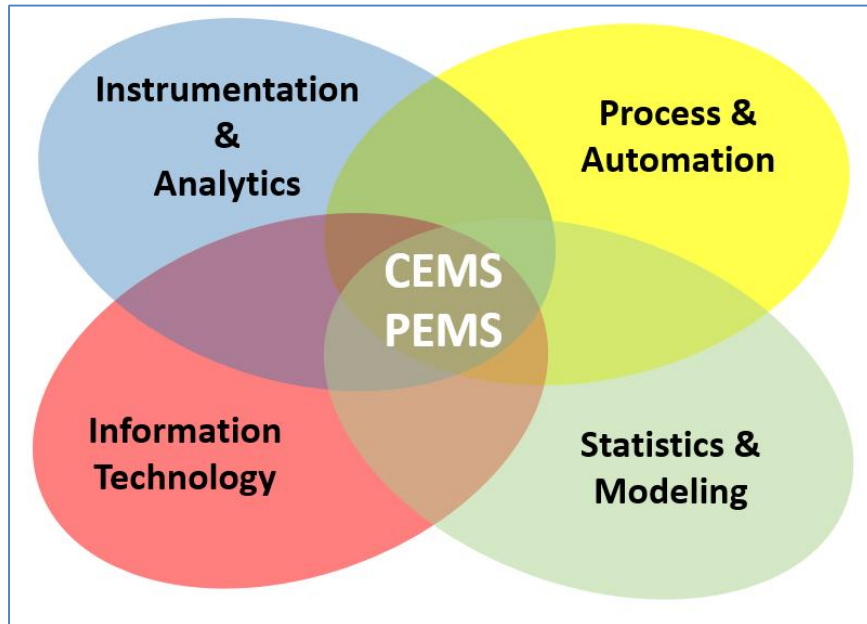 Instrumentation
&
Analytics
Process &
Automation
CEMS
PEMS
Information
Technology
Statistics &
Modeling